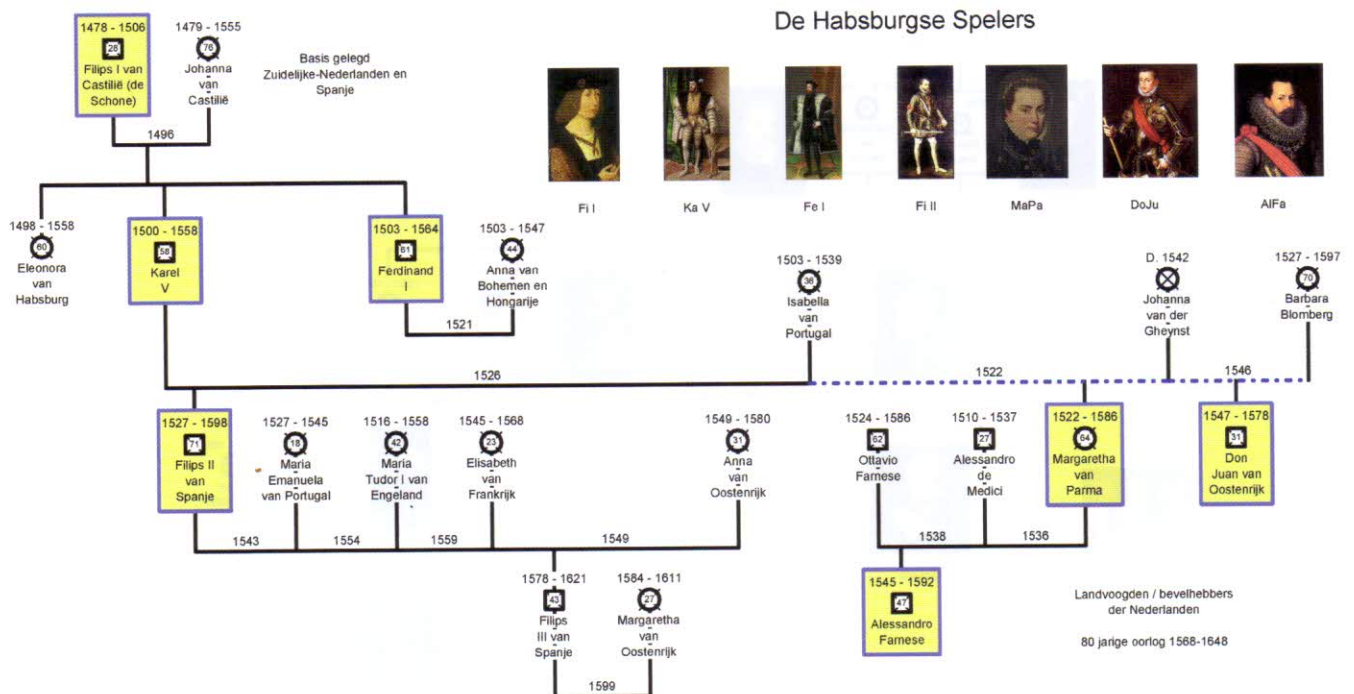 De Habsburgse Spelers
1478 - 1506
28
Filips I van
Castilië (de
Schone)
1479 - 1555
76
Johanna
van
Castilië
Basis gelegd
Zuidelijke-Nederlanden en
Spanje
1496
Fi I
Ka V
Fe I
Fi II
MaPa
DoJu
AlFa
1498 - 1558
60
Eleonora
van
Habsburg
1500 - 1558
58
Karel
V
1503 - 1564
61
Ferdinand
I
1503 - 1547
44
Anna van
Bohemen en
Hongarije
1521
1503 - 1539
36
Isabella
van
Portugal
D. 1542
Johanna
van der
Gheynst
1527 - 1597
70
Barbara
Blomberg
1526
1522
1546
1527 - 1598
71
Filips II
van
Spanje
1527 - 1545
18
Maria
Emanuela
van Portugal
1516 - 1558
42
Maria
Tudor I van
Engeland
1545 - 1568
23
Elisabeth
van
Frankrijk
1549 - 1580
31
Anna
van
Oostenrijk
1524 - 1586
62
Ottavio
Farnese
1510 - 1537
27
Alessandro
de
Medici
1522 - 1586
64
Margaretha
van
Parma
1547 - 1578
31
Don
Juan van
Oostenrijk
1543
1554
1559
1549
1538
1536
1578 - 1621
43
Filips
III van
Spanje
1584 - 1611
27
Margaretha
van
Oostenrijk
1599
1545 - 1592
47
Alessandro
Farnese
Landvoogden / bevelhebbers
der Nederlanden
80 jarige oorlog 1568-1648